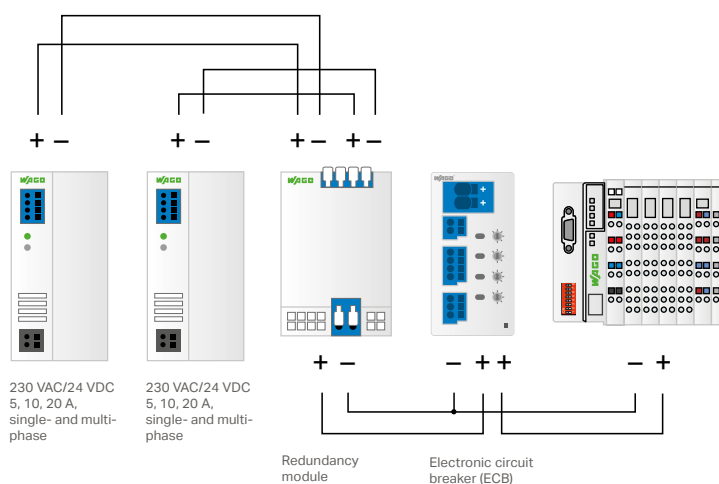 + −
+ −
+ −
+ −
WAGO
WAGO
WAGO
WAGO
+
+
WAGO
+ −
− + +
− +
230 VAC/24 VDC
5, 10, 20 A,
single- and multi-
phase
230 VAC/24 VDC
5, 10, 20 A,
single- and multi-
phase
Redundancy
module
Electronic circuit
breaker (ECB)